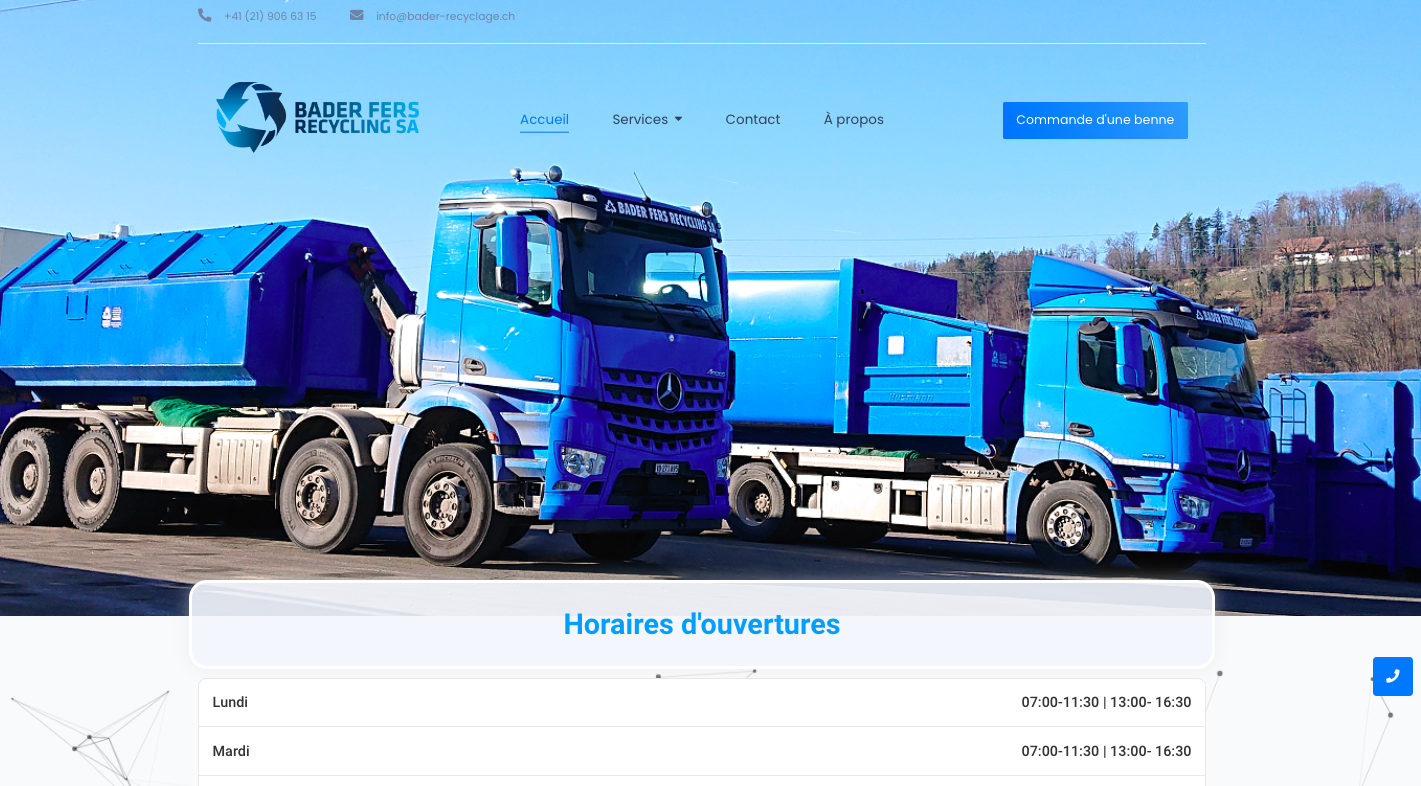 +41 (21) 906 63 15 info@bader-recyclage.ch
BADER FERS
RECYCLING SA
Accueil Services Contact À propos
Commande d'une benne
BADER FERS RECYCLING SA
BADER FERS RECYCLING
Horaires d'ouvertures
Lundi 07:00-11:30 | 13:00- 16:30
Mardi 07:00-11:30 | 13:00- 16:30